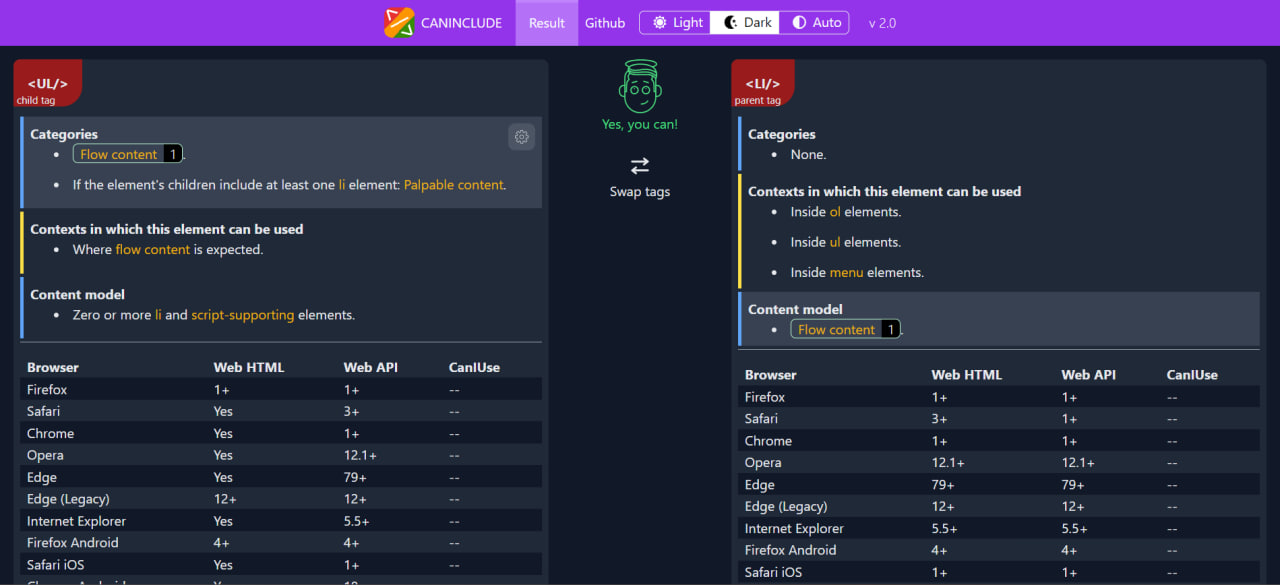 CANINCLUDE Result Github Light Dark Auto v 2.0
<UL/>
child tag
Categories
Flow content 1.
If the element's children include at least one li element: Palpable content.
Contexts in which this element can be used
Where flow content is expected.
Content model
Zero or more li and script-supporting elements.
Browser Web HTML Web API CanIUse
Firefox 1+ 1+ --
Safari Yes 3+ --
Chrome Yes 1+ --
Opera Yes 12.1+ --
Edge Yes 79+ --
Edge (Legacy) 12+ 12+ --
Internet Explorer Yes 5.5+ --
Firefox Android 4+ 4+ --
Safari iOS Yes 1+ --
Yes, you can!
Swap tags
<LI/>
parent tag
Categories
None.
Contexts in which this element can be used
Inside ol elements.
Inside ul elements.
Inside menu elements.
Content model
Flow content 1.
Browser Web HTML Web API CanIUse
Firefox 1+ 1+ --
Safari 3+ 1+ --
Chrome 1+ 1+ --
Opera 12.1+ 12.1+ --
Edge 79+ 79+ --
Edge (Legacy) 12+ 12+ --
Internet Explorer 5.5+ 5.5+ --
Firefox Android 4+ 4+ --
Safari iOS 1+ 1+ --